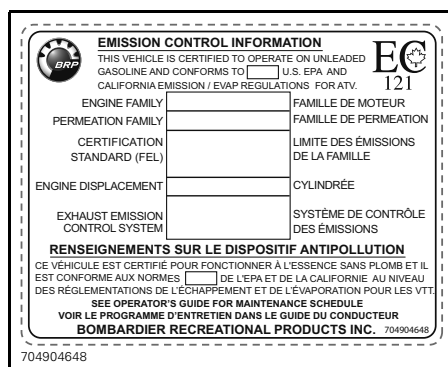 EMISSION CONTROL INFORMATION
BRP
THIS VEHICLE IS CERTIFIED TO OPERATE ON UNLEADED
GASOLINE AND CONFORMS TO U.S. EPA AND
CALIFORNIA EMISSION / EVAP REGULATIONS FOR ATV.
EC
121
ENGINE FAMILY FAMILLE DE MOTEUR
PERMEATION FAMILY FAMILLE DE PERMEATION
CERTIFICATION LIMITE DES ÉMISSIONS
STANDARD (FEL) DE LA FAMILLE
ENGINE DISPLACEMENT CYLINDRÉE
EXHAUST EMISSION SYSTÈME DE CONTRÔLE
CONTROL SYSTEM DES ÉMISSIONS
RENSEIGNEMENTS SUR LE DISPOSITIF ANTIPOLLUTION
CE VÉHICULE EST CERTIFIÉ POUR FONCTIONNER À L'ESSENCE SANS PLOMB ET IL
EST CONFORME AUX NORMES DE L'EPA ET DE LA CALIFORNIE AU NIVEAU
DES RÉGLEMENTATIONS DE L'ÉCHAPPEMENT ET DE L'ÉVAPORATION POUR LES VTT.
SEE OPERATOR'S GUIDE FOR MAINTENANCE SCHEDULE
VOIR LE PROGRAMME D'ENTRETIEN DANS LE GUIDE DU CONDUCTEUR
BOMBARDIER RECREATIONAL PRODUCTS INC. 704904648
704904648